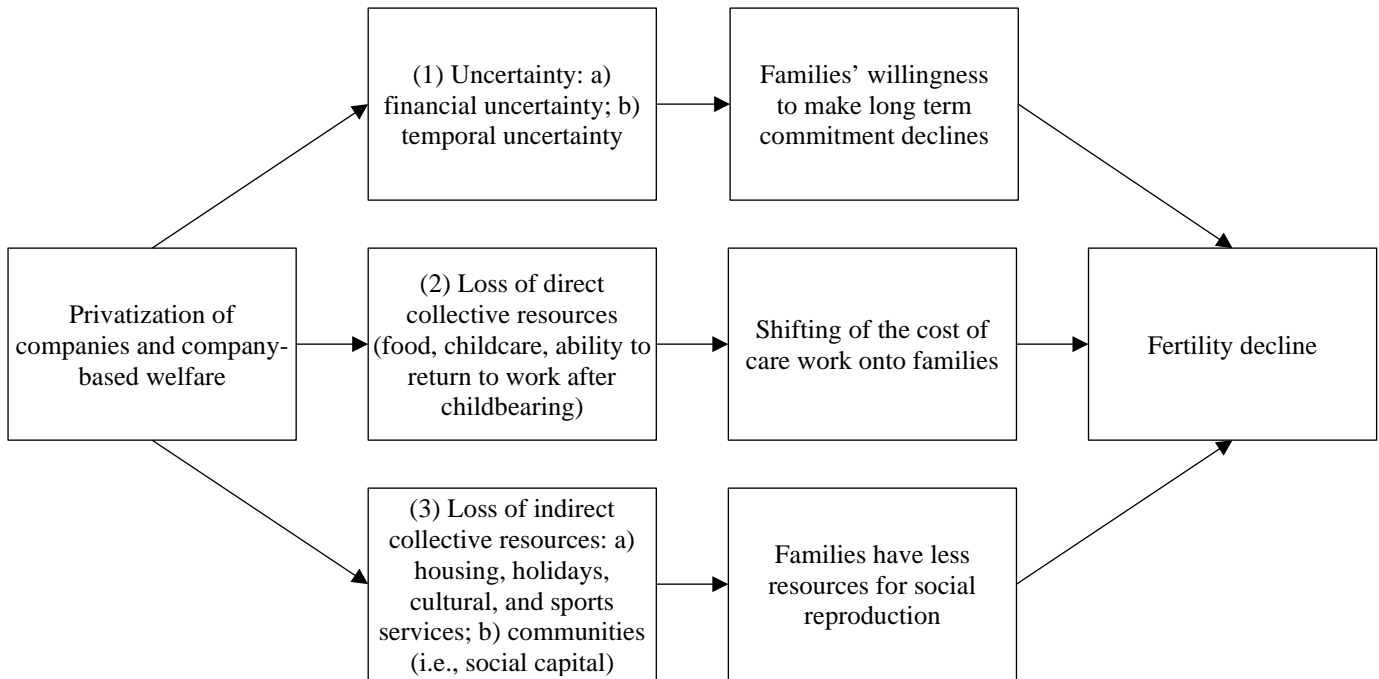 (1) Uncertainty: a)
financial uncertainty; b)
temporal uncertainty
Families’ willingness
to make long term
commitment declines
Privatization of
companies and company-
based welfare
(2) Loss of direct
collective resources
(food, childcare, ability to
return to work after
childbearing)
Shifting of the cost of
care work onto families
Fertility decline
(3) Loss of indirect
collective resources: a)
housing, holidays,
cultural, and sports
services; b) communities
(i.e., social capital)
Families have less
resources for social
reproduction